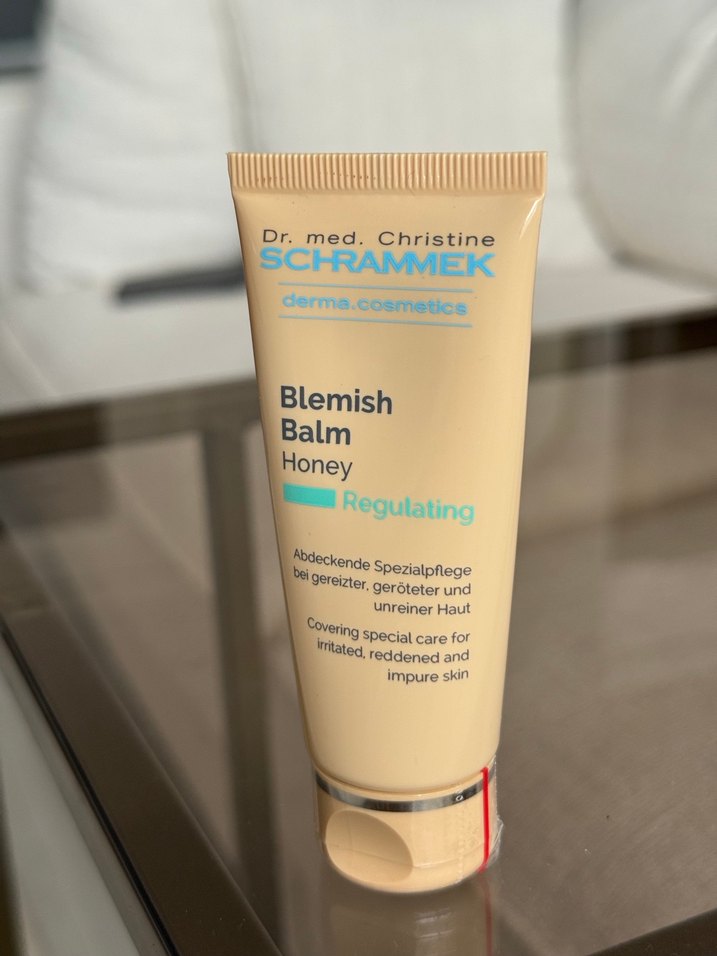 Dr. med. Christine
SCHRAMMEK
derma.cosmetics
Blemish
Balm
Honey
Regulating
Abdeckende Spezialpflege
bei gereizter, geröteter und
unreiner Haut
Covering special care for
irritated, reddened and
impure skin